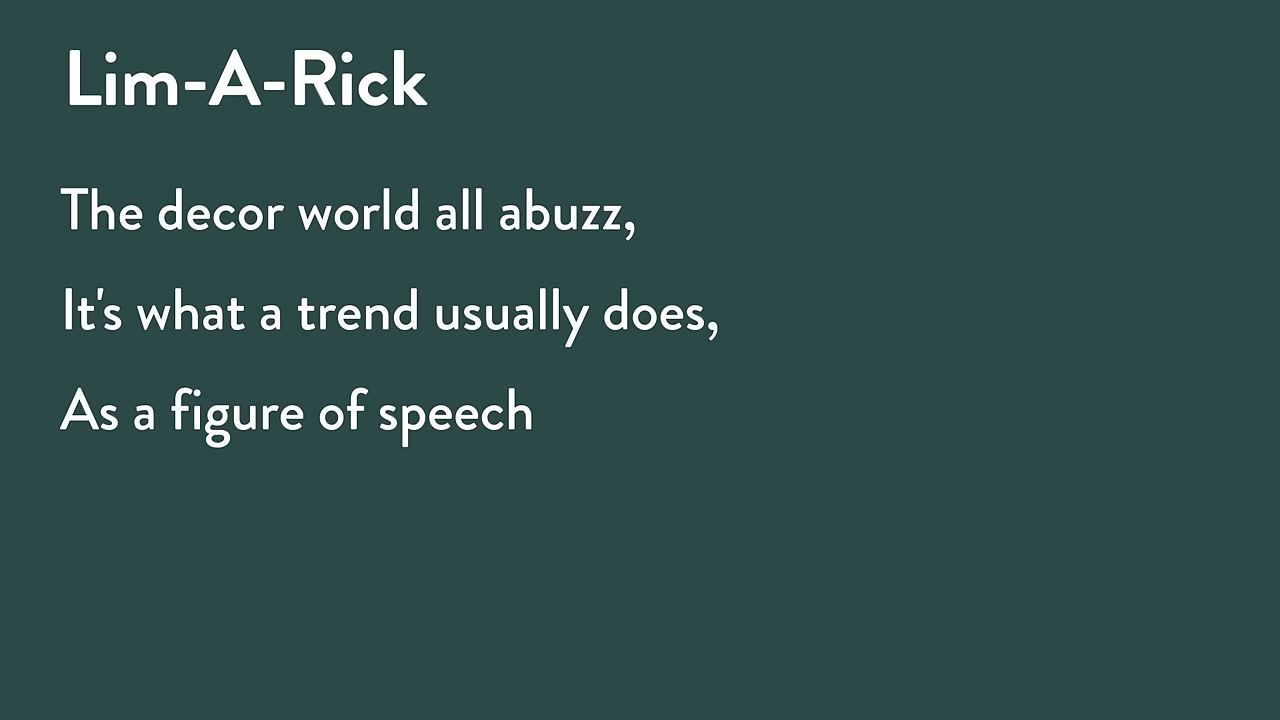 Lim-A-Rick
The decor world all abuzz,
It's what a trend usually does,
As a figure of speech